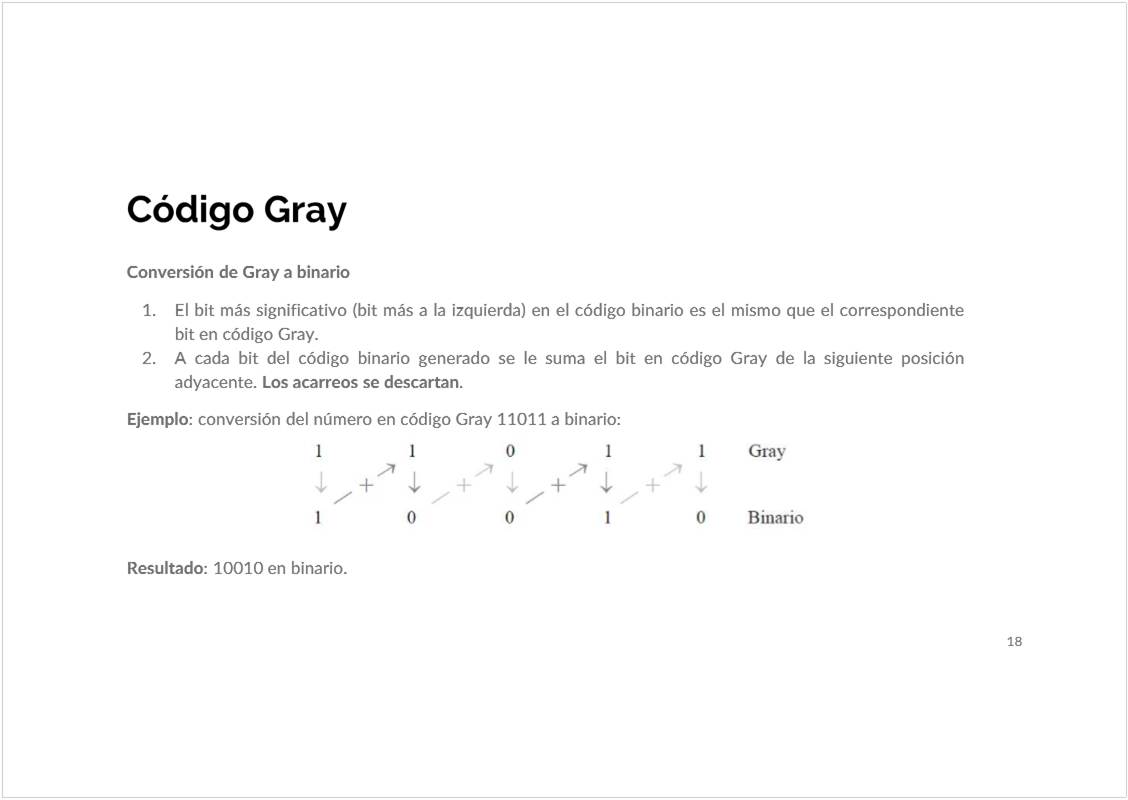 Código Gray
Conversión de Gray a binario
1. El bit más significativo (bit más a la izquierda) en el código binario es el mismo que el correspondiente
bit en código Gray.
2. A cada bit del código binario generado se le suma el bit en código Gray de la siguiente posición
adyacente. Los acarreos se descartan.
Ejemplo: conversión del número en código Gray 11011 a binario:
1 1 0 1 1 Gray
+ + + +
1 0 0 1 0 Binario
Resultado: 10010 en binario.
18